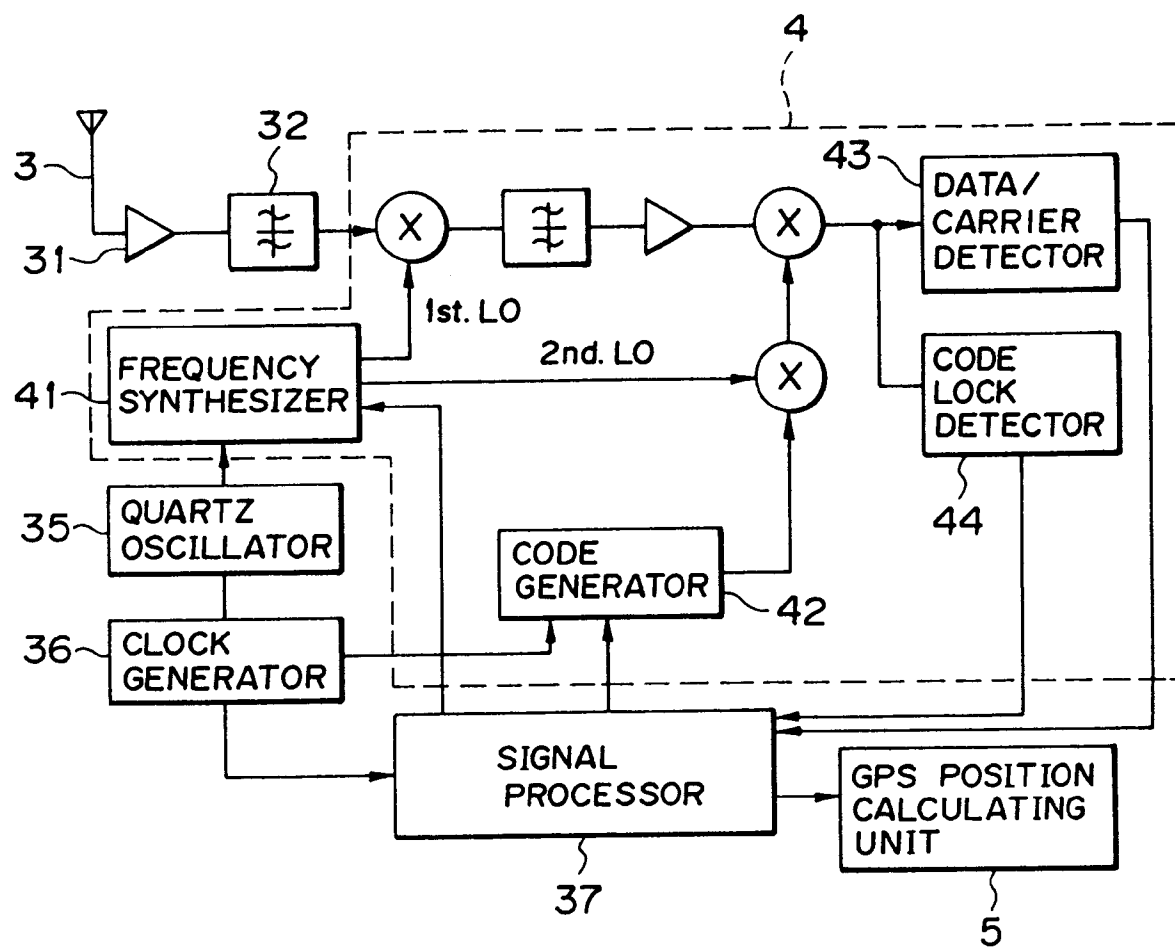 4
3
32
43
DATA/
CARRIER
DETECTOR
X
X
31
1st. LO
2nd. LO
X
FREQUENCY
SYNTHESIZER
41
CODE
LOCK
DETECTOR
44
35
QUARTZ
OSCILLATOR
CODE
GENERATOR
42
36
CLOCK
GENERATOR
SIGNAL
PROCESSOR
37
GPS POSITION
CALCULATING
UNIT
5